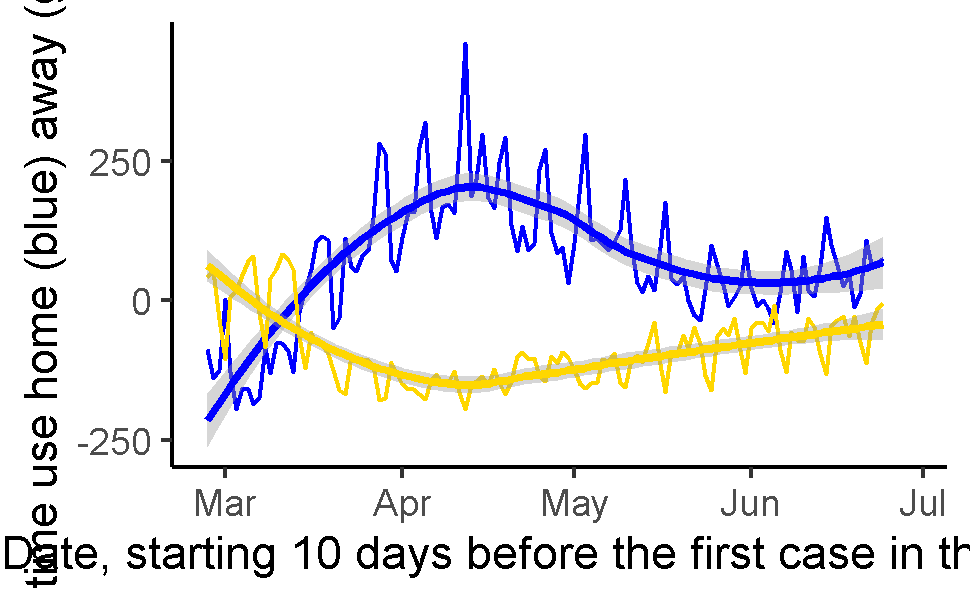 time use home (blue) away (
250
0
-250
Mar Apr May Jun Jul
Date, starting 10 days before the first case in th